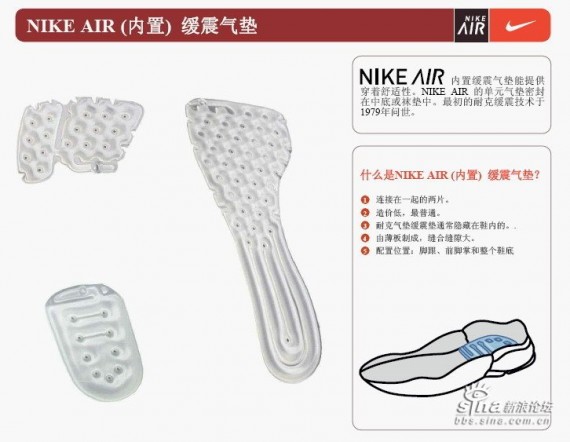 NIKE AIR (内置) 缓震气垫
NIKE
AIR
NIKE AIR 内置缓震气垫能提供
穿着舒适性。NIKE AIR 的单元气垫密封
在中底或袜垫中。最初的耐克缓震技术于
1979年问世。
什么是NIKE AIR (内置) 缓震气垫?
1 连接在一起的两片。
2 造价低，最普通。
3 耐克气垫缓震垫通常隐藏在鞋内的。.
4 由薄板制成，缝合缝隙大。
5 配置位置：脚跟、前脚掌和整个鞋底
sina 新浪论坛
bbs.sina.com.cn